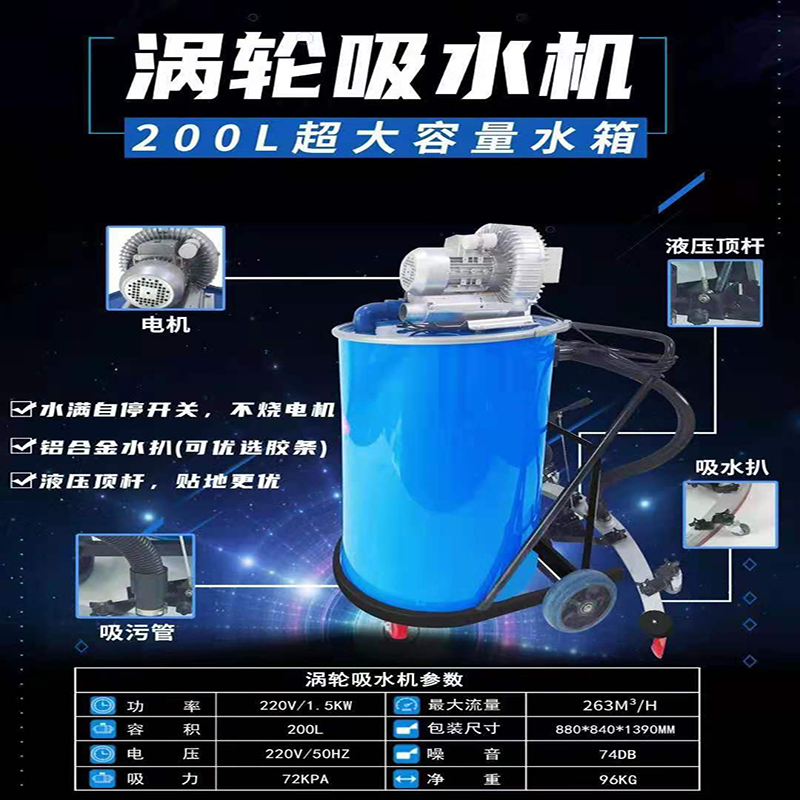 涡轮吸水机
200L超大容量水箱
电机
液压顶杆
水满自停开关，不烧电机
铝合金水扒(可优选胶条)
液压顶杆，贴地更优
吸水扒
吸污管
涡轮吸水机参数
功 率 220V/1.5KW 最大流量 263M³/H
容 积 200L 包装尺寸 880*840*1390MM
电 压 220V/50HZ 噪 音 74DB
吸 力 72KPA 净 重 96KG